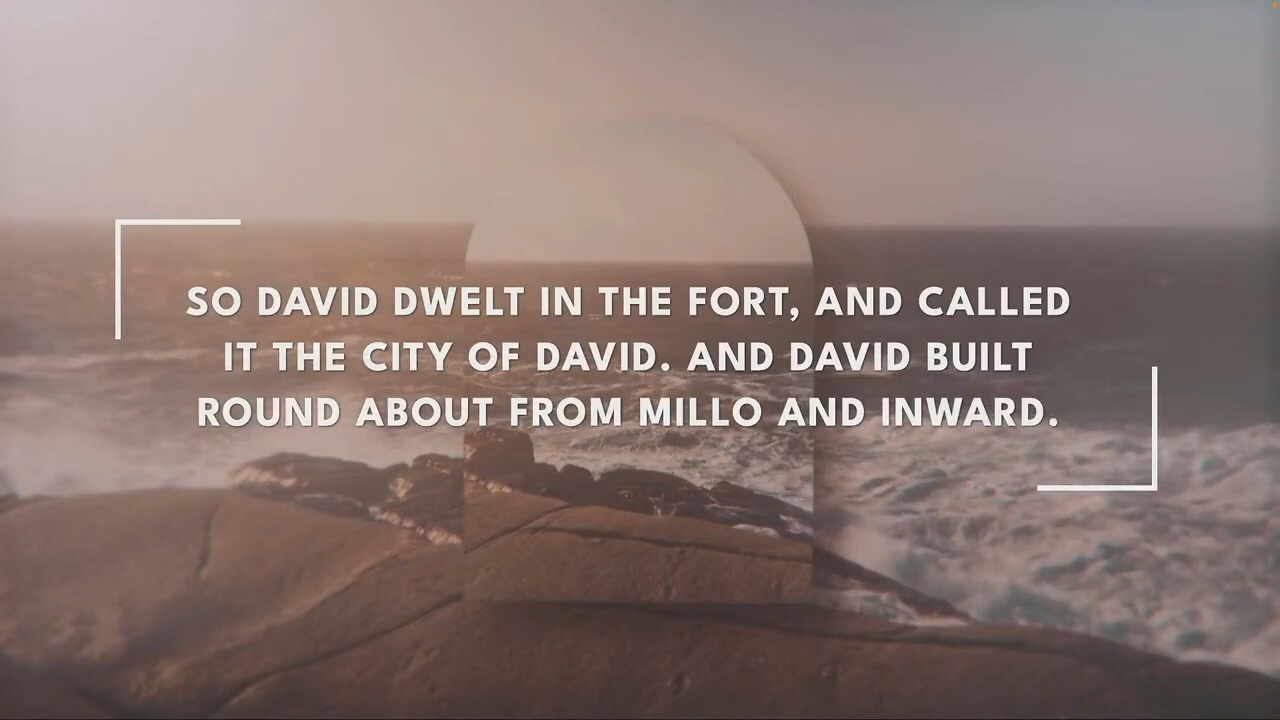 SO DAVID DWELT IN THE FORT, AND CALLED
IT THE CITY OF DAVID. AND DAVID BUILT
ROUND ABOUT FROM MILLO AND INWARD.